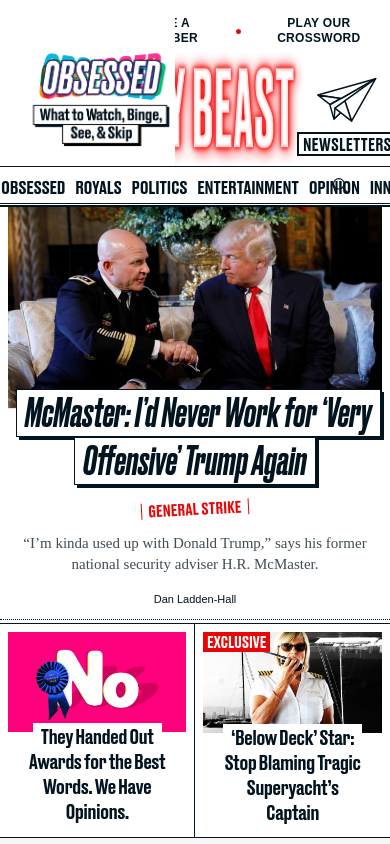 E A
BER
PLAY OUR
CROSSWORD
OBSESSED
What to Watch, Binge,
See, & Skip
Y BEAST
NEWSLETTERS
OBSESSED ROYALS POLITICS ENTERTAINMENT OPINION INN
McMaster: I'd Never Work for ‘Very
Offensive’ Trump Again
GENERAL STRIKE
“I’m kinda used up with Donald Trump,” says his former
national security adviser H.R. McMaster.
Dan Ladden-Hall
No
They Handed Out
Awards for the Best
Words. We Have
Opinions.
EXCLUSIVE
‘Below Deck’ Star:
Stop Blaming Tragic
Superyacht’s
Captain